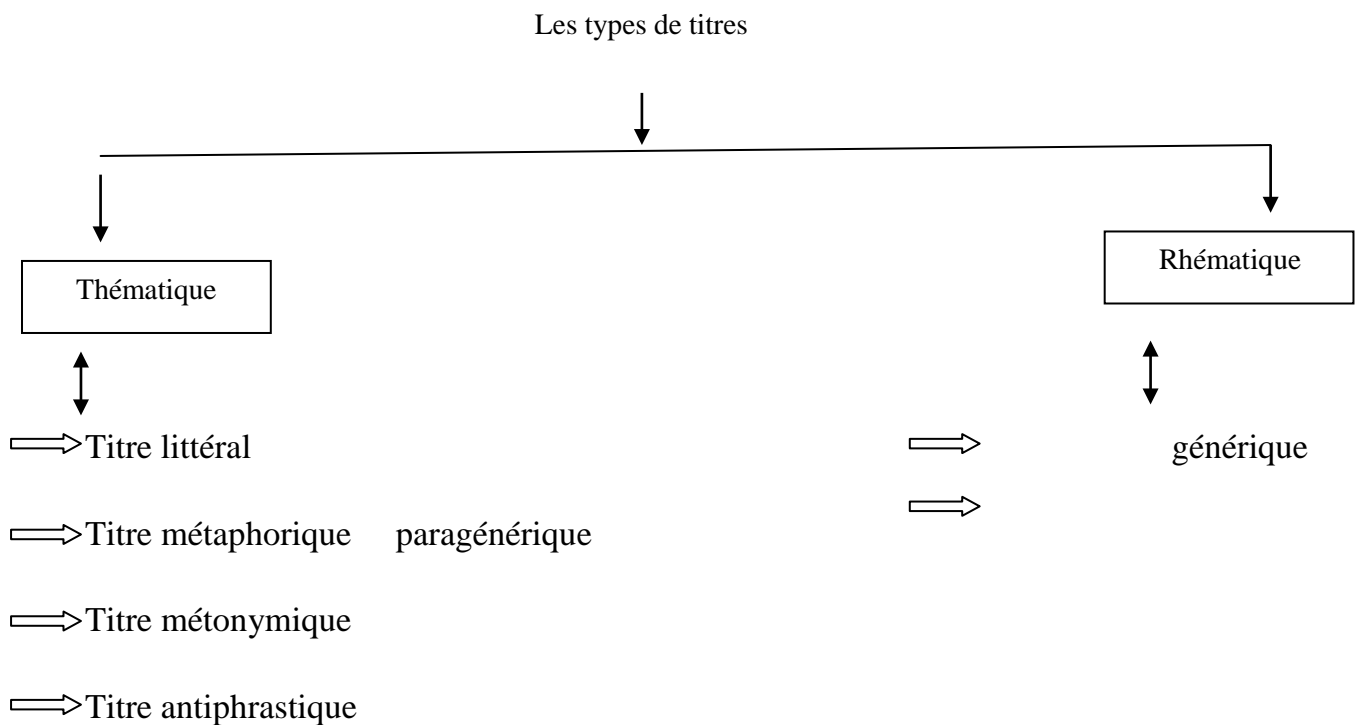 Les types de titres
Thématique
Rhématique
Titre littéral générique
Titre métaphorique paragénérique
Titre métonymique
Titre antiphrastique